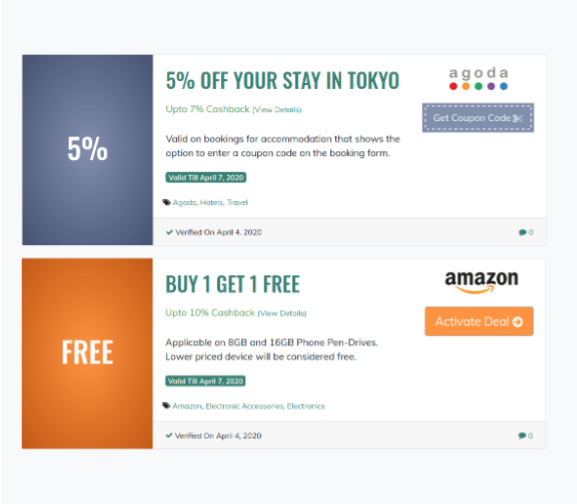 5%
5% OFF YOUR STAY IN TOKYO
Upto 7% Cashback (View Details)
Valid on bookings for accommodation that shows the
option to enter a coupon code on the booking form.
Valid Till April 7, 2020
Agoda, Hotels, Travel
agoda
Get Coupon Code
Verified On April 4, 2020
0
FREE
BUY 1 GET 1 FREE
Upto 10% Cashback (View Details)
Applicable on 8GB and 16GB Phone Pen-Drives.
Lower priced device will be considered free.
Valid Till April 7, 2020
Amazon, Electronic Accessories, Electronics
amazon
Activate Deal
Verified On April 4, 2020
0